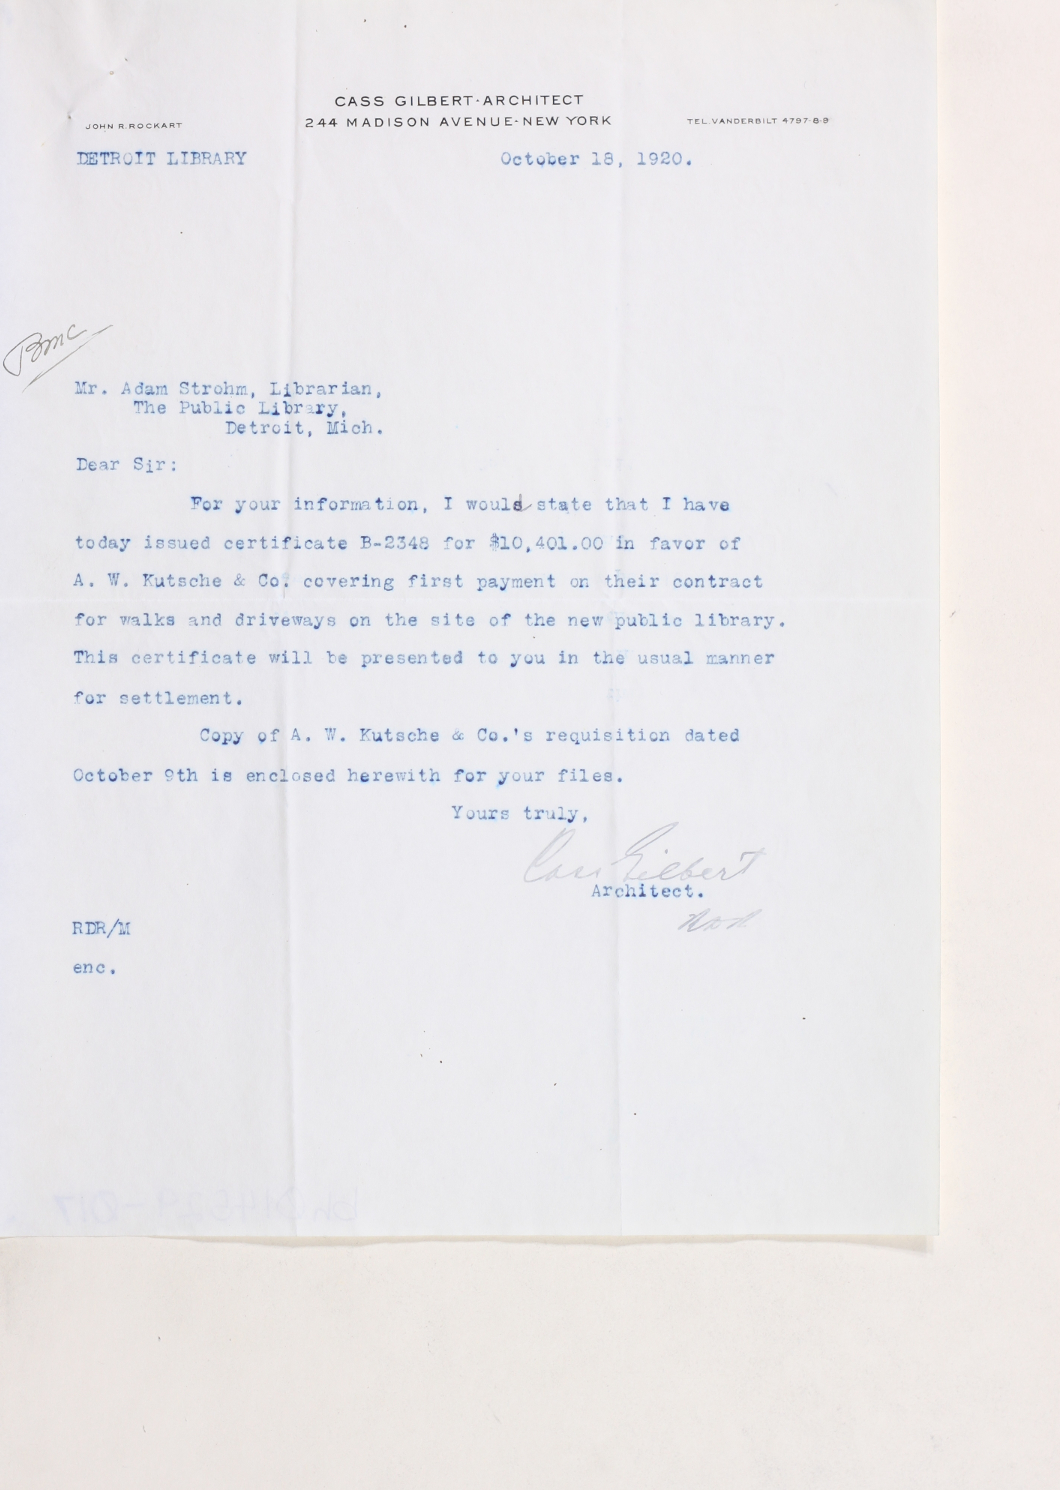 CASS GILBERT·ARCHITECT
244 MADISON AVENUE-NEW YORK
JOHN R. ROCKART
TEL. VANDERBILT 4797-8-9
DETROIT LIBRARY October 18, 1920.
Bmc
Mr. Adam Strohm, Librarian,
The Public Library,
Detroit, Mich.
Dear Sir:
For your information, I would state that I have
today issued certificate B-2348 for $10,401.00 in favor of
A. W. Kutsche & Co. covering first payment on their contract
for walks and driveways on the site of the new public library.
This certificate will be presented to you in the usual manner
for settlement.
Copy of A. W. Kutsche & Co.'s requisition dated
October 9th is enclosed herewith for your files.
Yours truly,
Cass Gilbert
Architect.
RDR/M
enc.